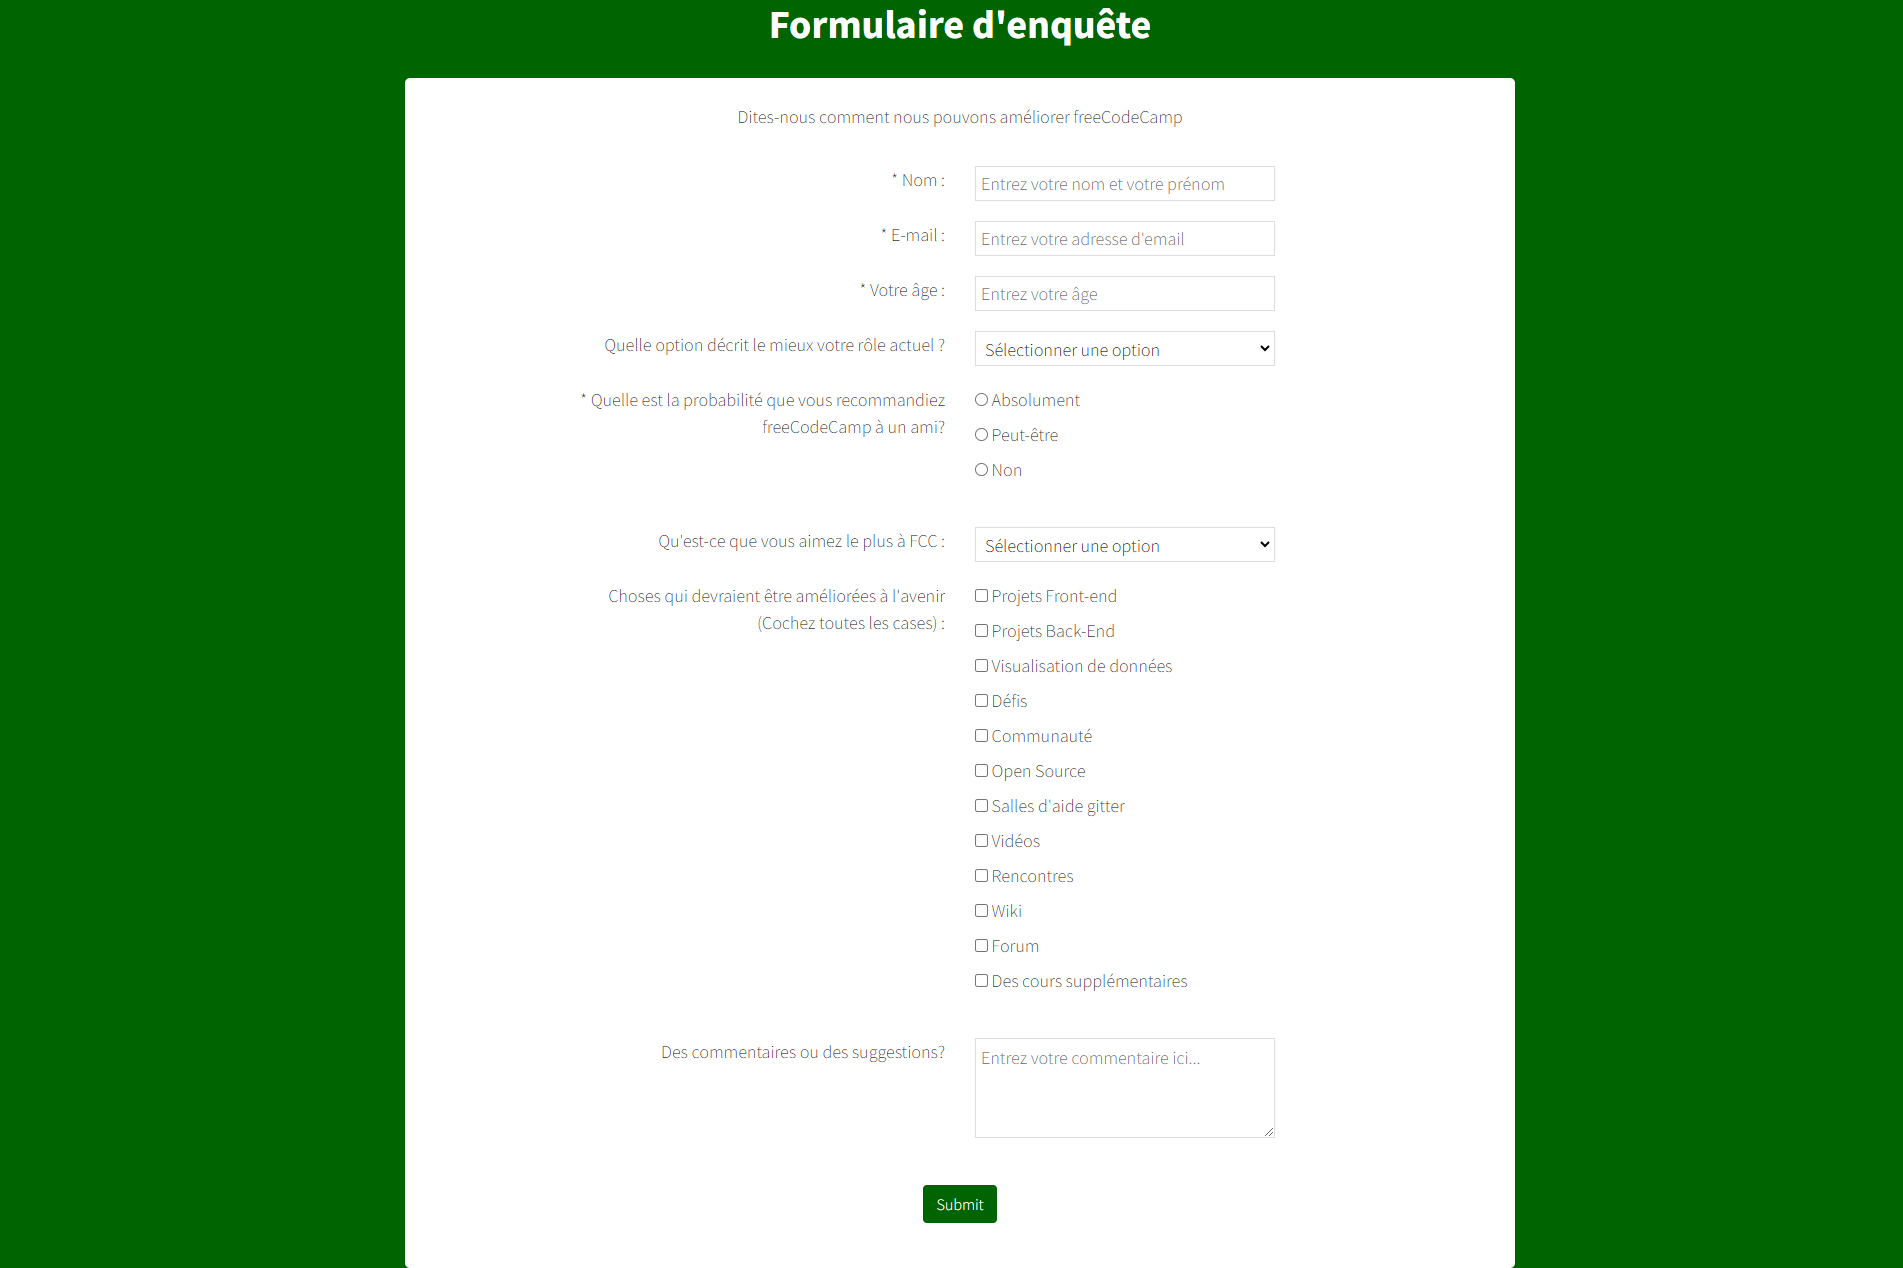 Formulaire d'enquête
Dites-nous comment nous pouvons améliorer freeCodeCamp
* Nom :
Entrez votre nom et votre prénom
* E-mail :
Entrez votre adresse d'email
* Votre âge :
Entrez votre âge
Quelle option décrit le mieux votre rôle actuel ?
Sélectionner une option
* Quelle est la probabilité que vous recommandiez
freeCodeCamp à un ami?
Absolument
Peut-être
Non
Qu'est-ce que vous aimez le plus à FCC :
Sélectionner une option
Choses qui devraient être améliorées à l'avenir
(Cochez toutes les cases) :
Projets Front-end
Projets Back-End
Visualisation de données
Défis
Communauté
Open Source
Salles d'aide gitter
Vidéos
Rencontres
Wiki
Forum
Des cours supplémentaires
Des commentaires ou des suggestions?
Entrez votre commentaire ici...
Submit